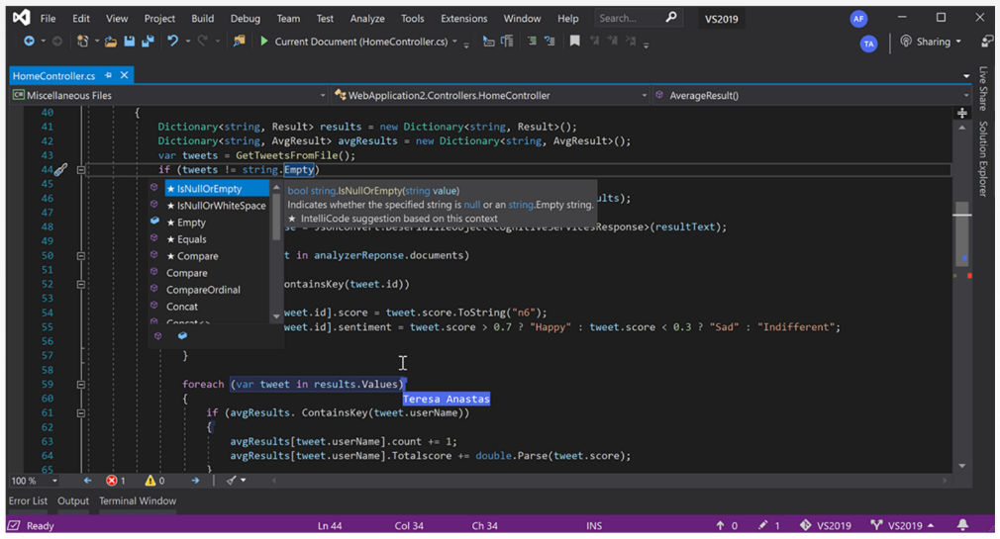 File Edit View Project Build Debug Team Test Analyze Tools Extensions Window Help Search... VS2019 AF
Current Document (HomeController.cs) TA Sharing
HomeController.cs
Live Share
Solution Explorer
C# Miscellaneous Files WebApplication2.Controllers.HomeController AverageResult()
40 {
41 Dictionary<string, Result> results = new Dictionary<string, Result>();
42 Dictionary<string, AvgResult> avgResults = new Dictionary<string, AvgResult>();
43 var tweets = GetTweetsFromFile();
44 if (tweets != string.Empty)
45
★ IsNullOrEmpty
★ IsNullOrWhiteSpace
★ Empty
★ Equals
★ Compare
Compare
CompareOrdinal
Concat
Concat<>
bool string.IsNullOrEmpty(string value)
Indicates whether the specified string is null or an string.Empty string.
★ IntelliCode suggestion based on this context
46
47 ults);
48 = JsonConvert.DeserializeObject<CognitiveServicesResponse>(resultText);
49
50 t in analyzerReponse.documents)
51
52 ontainsKey(tweet.id))
53
54 weet.id].score = tweet.score.ToString("n6");
55 weet.id].sentiment = tweet.score > 0.7 ? "Happy" : tweet.score < 0.3 ? "Sad" : "Indifferent";
56
57 }
58
59 foreach (var tweet in results.Values)
60 {
Teresa Anastas
61 if (avgResults. ContainsKey(tweet.userName))
62 {
63 avgResults[tweet.userName].count += 1;
64 avgResults[tweet.userName].Totalscore += double.Parse(tweet.score);
65 }
100 % 1 0
Error List Output Terminal Window
Ready Ln 44 Col 34 Ch 34 INS 0 1 VS2019 VS2019